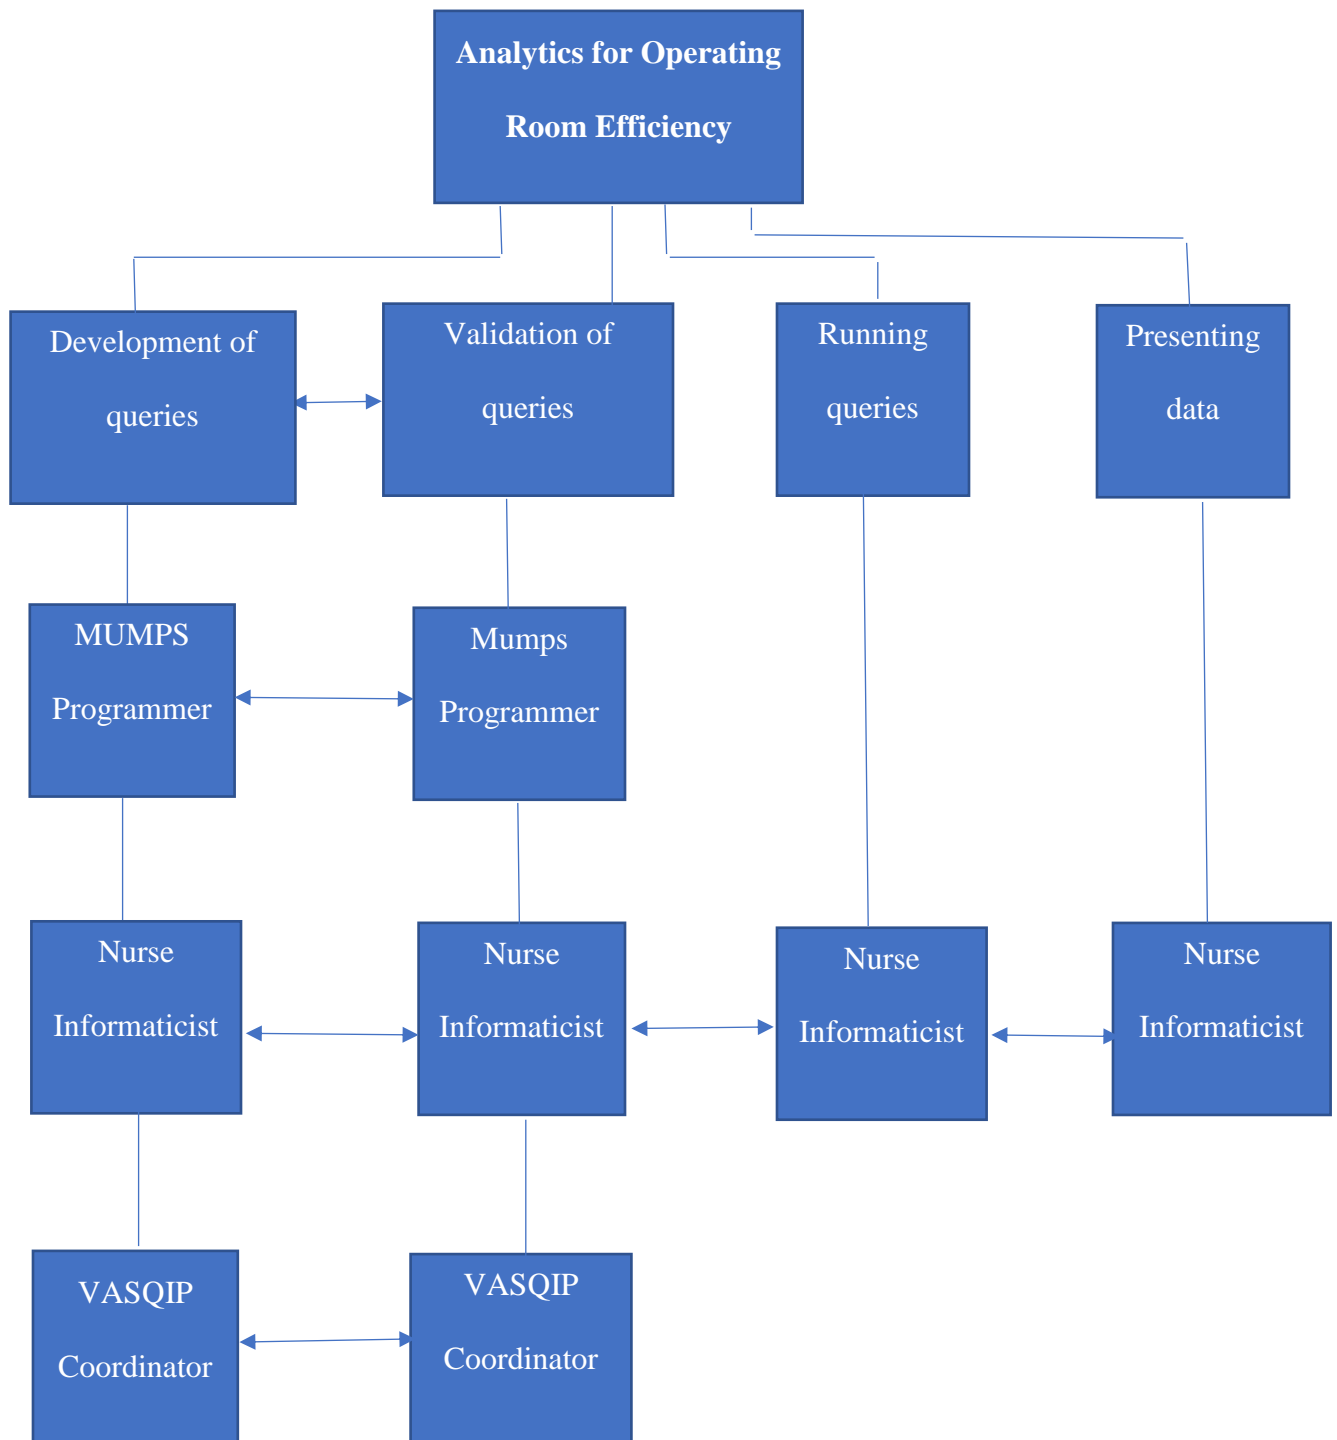 Analytics for Operating
Room Efficiency
Development of
queries
Validation of
queries
Running
queries
Presenting
data
MUMPS
Programmer
Mumps
Programmer
Nurse
Informaticist
Nurse
Informaticist
Nurse
Informaticist
Nurse
Informaticist
VASQIP
Coordinator
VASQIP
Coordinator